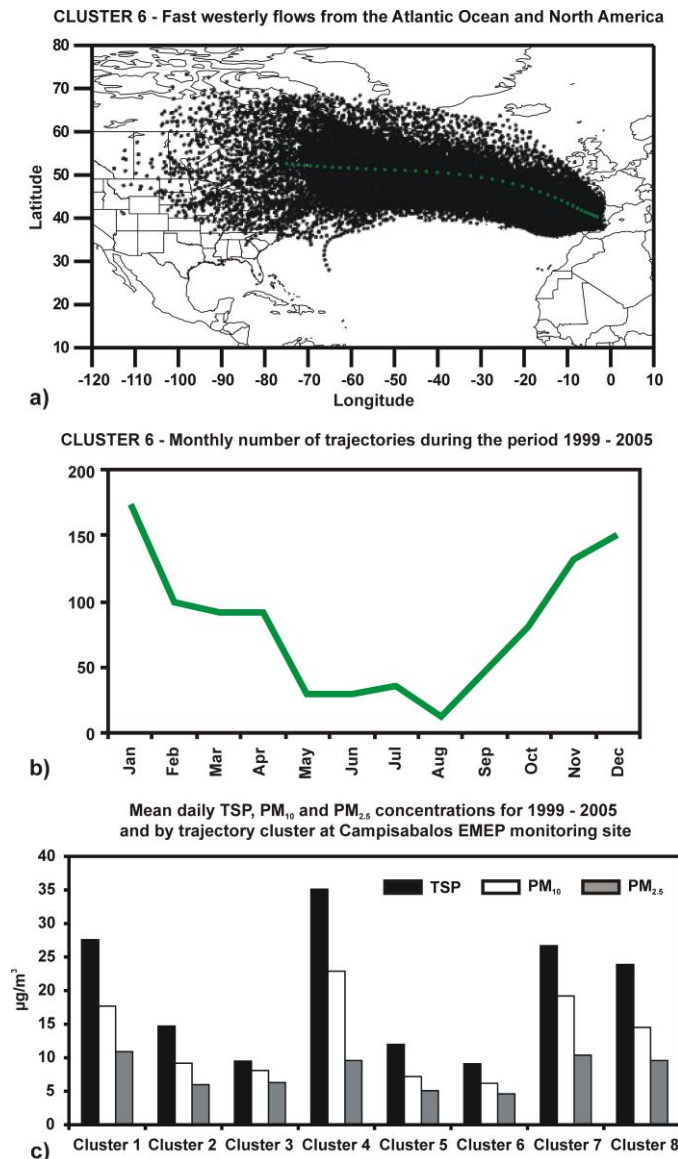 CLUSTER 6 - Fast westerly flows from the Atlantic Ocean and North America
80
70
60
50
40
30
20
10
Latitude
-120 -110 -100 -90 -80 -70 -60 -50 -40 -30 -20 -10 0 10
Longitude
a)
CLUSTER 6 - Monthly number of trajectories during the period 1999 - 2005
200
150
100
50
0
Jan Feb Mar Apr May Jun Jul Aug Sep Oct Nov Dec
b)
Mean daily TSP, PM₁₀ and PM₂.₅ concentrations for 1999 - 2005
and by trajectory cluster at Campisabalos EMEP monitoring site
40
35
30
25
20
15
10
5
0
µg/m³
TSP PM₁₀ PM₂.₅
Cluster 1 Cluster 2 Cluster 3 Cluster 4 Cluster 5 Cluster 6 Cluster 7 Cluster 8
c)